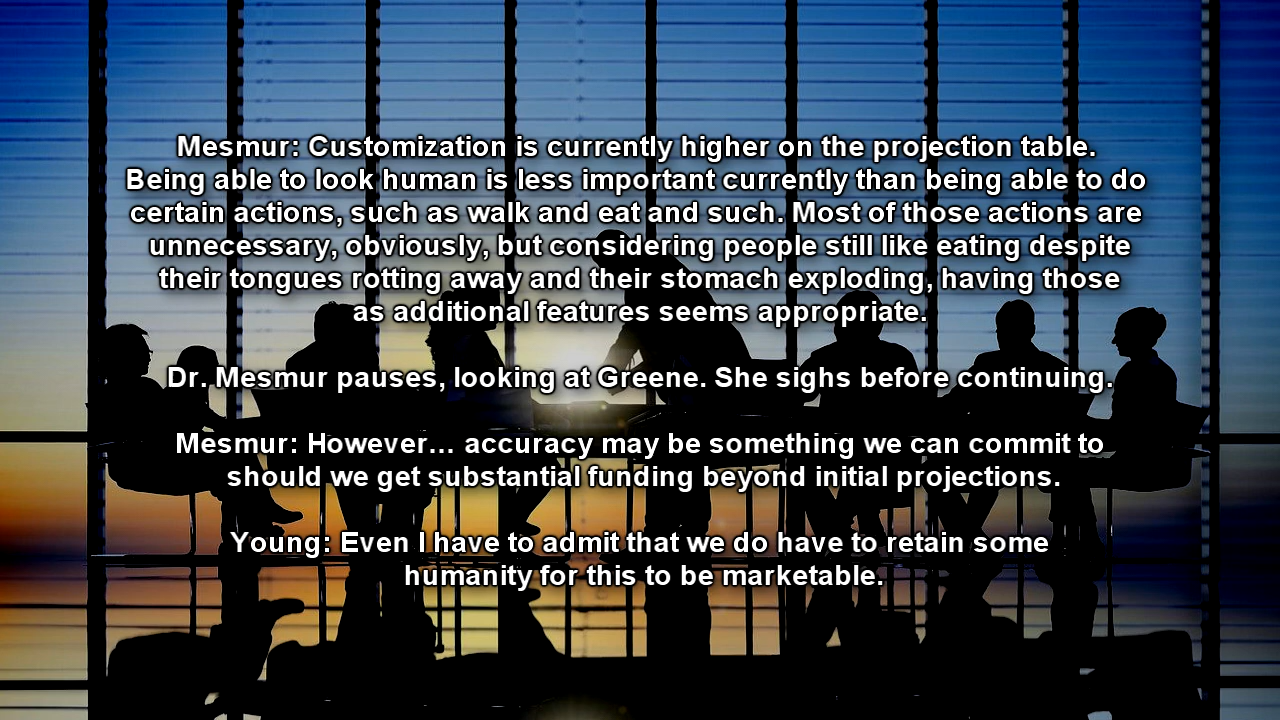 Mesmur: Customization is currently higher on the projection table.
Being able to look human is less important currently than being able to do
certain actions, such as walk and eat and such. Most of those actions are
unnecessary, obviously, but considering people still like eating despite
their tongues rotting away and their stomach exploding, having those
as additional features seems appropriate.
Dr. Mesmur pauses, looking at Greene. She sighs before continuing.
Mesmur: However… accuracy may be something we can commit to
should we get substantial funding beyond initial projections.
Young: Even I have to admit that we do have to retain some
humanity for this to be marketable.